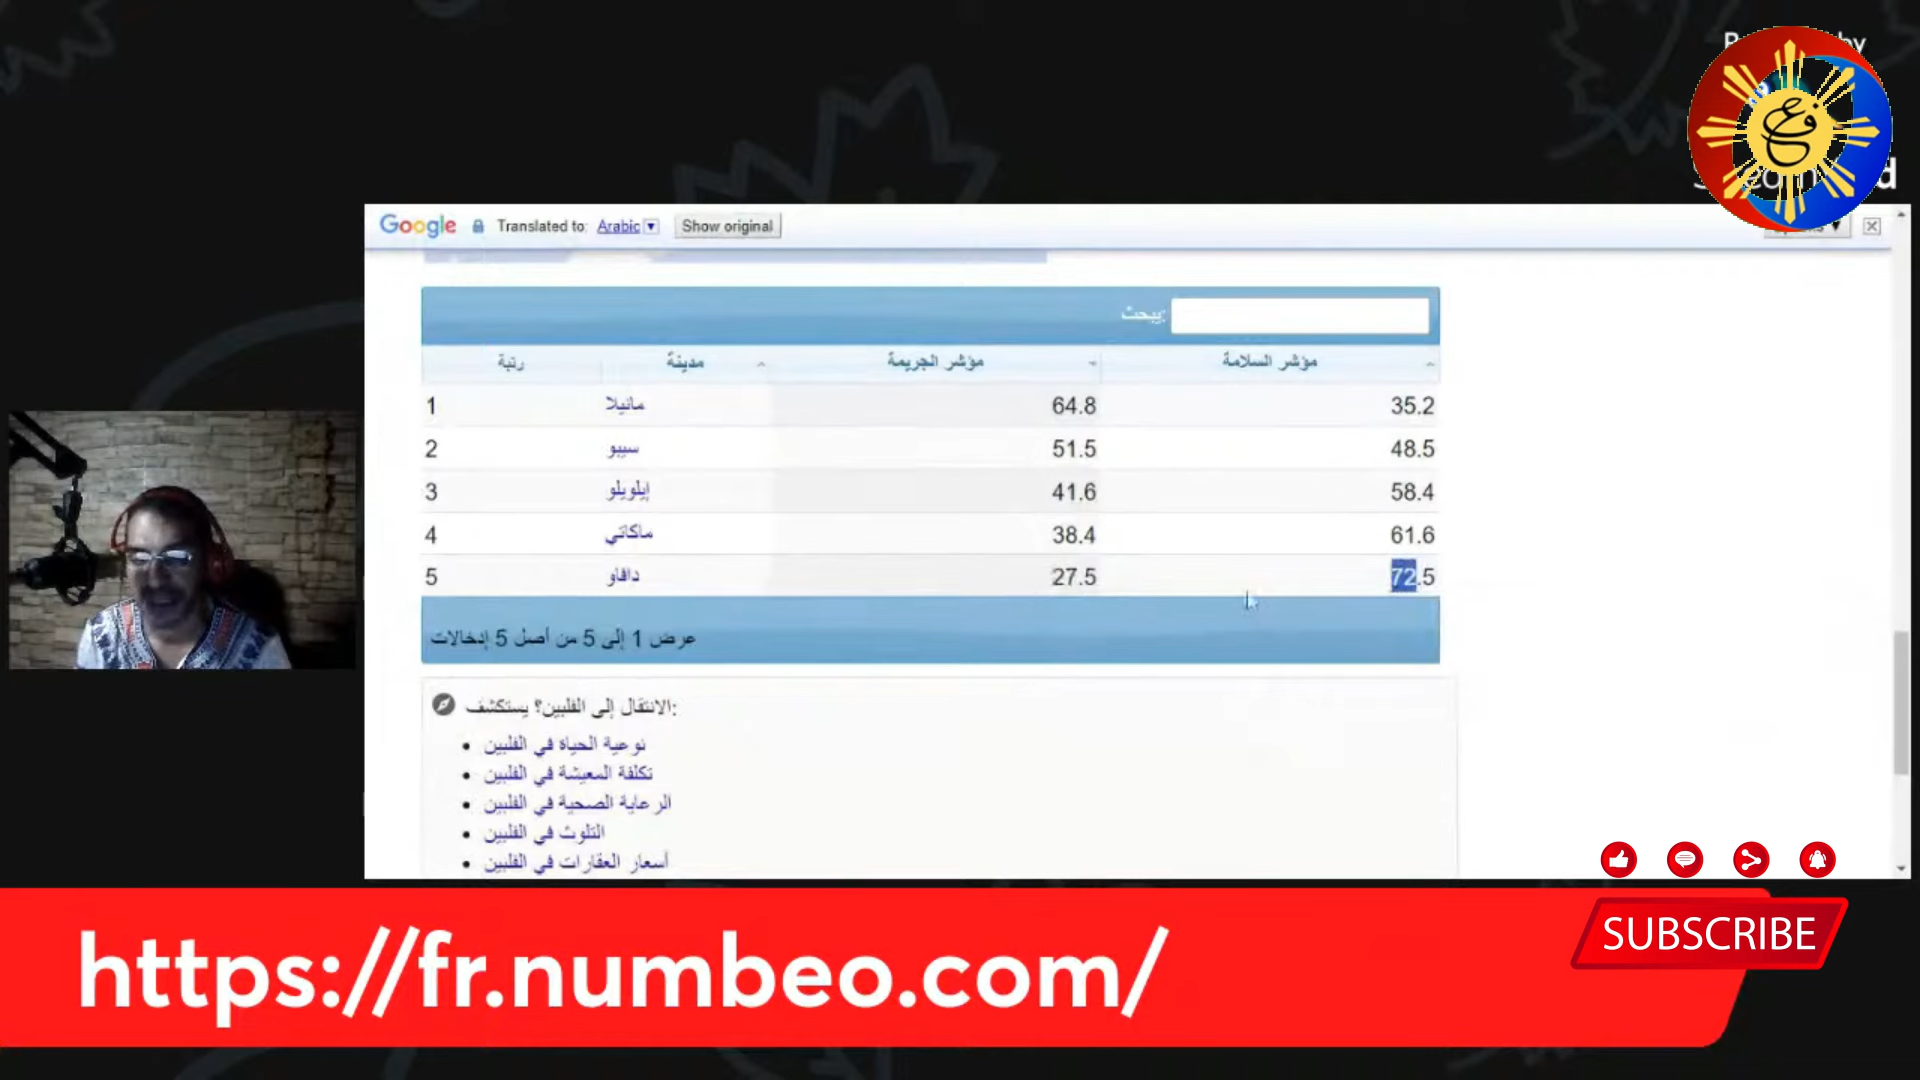 Google Translated to: Arabic Show original
يبحث:
رتبة مدينة مؤشر الجريمة مؤشر السلامة
1 مانيلا 64.8 35.2
2 سيبو 51.5 48.5
3 إيلويلو 41.6 58.4
4 ماكاتي 38.4 61.6
5 دافاو 27.5 72.5
عرض 1 إلى 5 من أصل 5 إدخالات
الانتقال إلى الفلبين؟ يستكشف:
نوعية الحياة في الفلبين
تكلفة المعيشة في الفلبين
الرعاية الصحية في الفلبين
التلوث في الفلبين
أسعار العقارات في الفلبين
SUBSCRIBE
https://fr.numbeo.com/